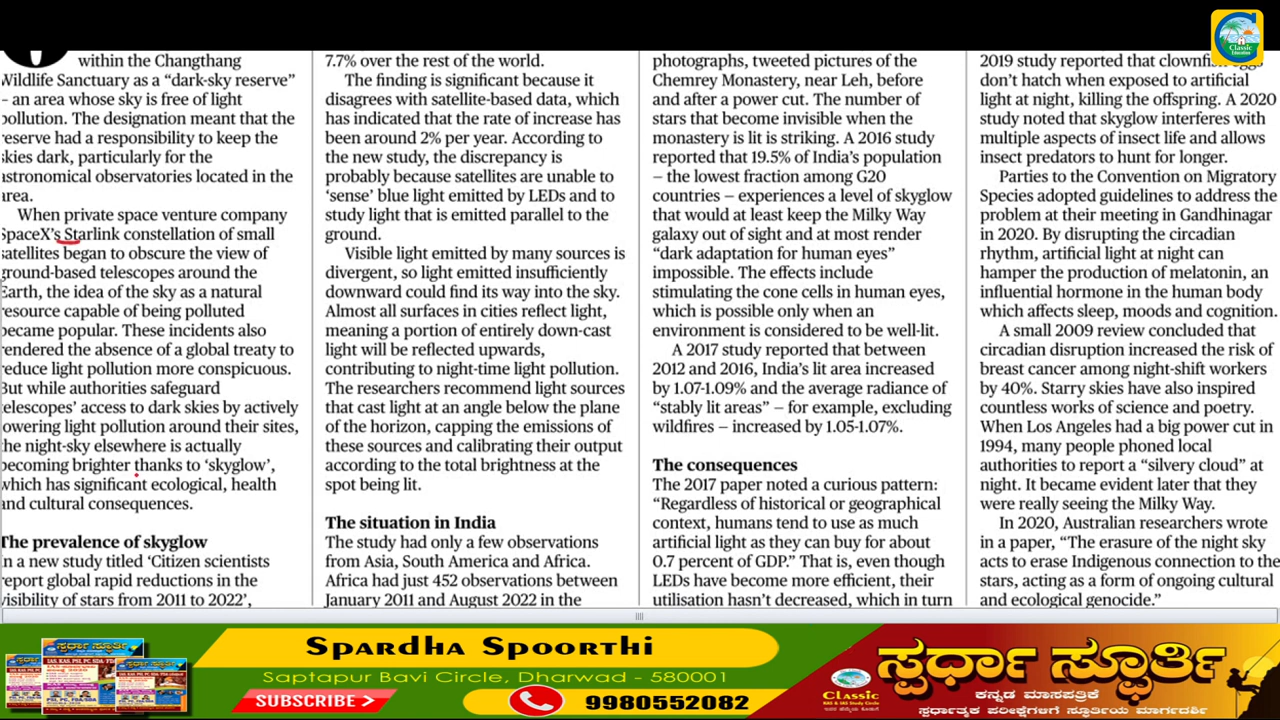 within the Changthang
Wildlife Sanctuary as a “dark-sky reserve”
– an area whose sky is free of light
pollution. The designation meant that the
reserve had a responsibility to keep the
skies dark, particularly for the
astronomical observatories located in the
area.
When private space venture company
SpaceX’s Starlink constellation of small
satellites began to obscure the view of
ground-based telescopes around the
Earth, the idea of the sky as a natural
resource capable of being polluted
became popular. These incidents also
rendered the absence of a global treaty to
reduce light pollution more conspicuous.
But while authorities safeguard
telescopes’ access to dark skies by actively
lowering light pollution around their sites,
the night-sky elsewhere is actually
becoming brighter thanks to ‘skyglow’,
which has significant ecological, health
and cultural consequences.
The prevalence of skyglow
In a new study titled ‘Citizen scientists
report global rapid reductions in the
visibility of stars from 2011 to 2022’,
7.7% over the rest of the world.
The finding is significant because it
disagrees with satellite-based data, which
has indicated that the rate of increase has
been around 2% per year. According to
the new study, the discrepancy is
probably because satellites are unable to
‘sense’ blue light emitted by LEDs and to
study light that is emitted parallel to the
ground.
Visible light emitted by many sources is
divergent, so light emitted insufficiently
downward could find its way into the sky.
Almost all surfaces in cities reflect light,
meaning a portion of entirely down-cast
light will be reflected upwards,
contributing to night-time light pollution.
The researchers recommend light sources
that cast light at an angle below the plane
of the horizon, capping the emissions of
these sources and calibrating their output
according to the total brightness at the
spot being lit.
The situation in India
The study had only a few observations
from Asia, South America and Africa.
Africa had just 452 observations between
January 2011 and August 2022 in the
photographs, tweeted pictures of the
Chemrey Monastery, near Leh, before
and after a power cut. The number of
stars that become invisible when the
monastery is lit is striking. A 2016 study
reported that 19.5% of India’s population
– the lowest fraction among G20
countries – experiences a level of skyglow
that would at least keep the Milky Way
galaxy out of sight and at most render
“dark adaptation for human eyes”
impossible. The effects include
stimulating the cone cells in human eyes,
which is possible only when an
environment is considered to be well-lit.
A 2017 study reported that between
2012 and 2016, India’s lit area increased
by 1.07-1.09% and the average radiance of
“stably lit areas” – for example, excluding
wildfires – increased by 1.05-1.07%.
The consequences
The 2017 paper noted a curious pattern:
“Regardless of historical or geographical
context, humans tend to use as much
artificial light as they can buy for about
0.7 percent of GDP.” That is, even though
LEDs have become more efficient, their
utilisation hasn’t decreased, which in turn
2019 study reported that clownfish eggs
don’t hatch when exposed to artificial
light at night, killing the offspring. A 2020
study noted that skyglow interferes with
multiple aspects of insect life and allows
insect predators to hunt for longer.
Parties to the Convention on Migratory
Species adopted guidelines to address the
problem at their meeting in Gandhinagar
in 2020. By disrupting the circadian
rhythm, artificial light at night can
hamper the production of melatonin, an
influential hormone in the human body
which affects sleep, moods and cognition.
A small 2009 review concluded that
circadian disruption increased the risk of
breast cancer among night-shift workers
by 40%. Starry skies have also inspired
countless works of science and poetry.
When Los Angeles had a big power cut in
1994, many people phoned local
authorities to report a “silvery cloud” at
night. It became evident later that they
were really seeing the Milky Way.
In 2020, Australian researchers wrote
in a paper, “The erasure of the night sky
acts to erase Indigenous connection to the
stars, acting as a form of ongoing cultural
and ecological genocide.”
Classic
Education
Spardha Spoorthi
Saptapur Bavi Circle, Dharwad - 580001
SUBSCRIBE
9980552082
ಸ್ಪರ್ಧಾ ಸ್ಫೂರ್ತಿ
ಕನ್ನಡ ಮಾಸಪತ್ರಿಕೆ
ಸ್ಪರ್ಧಾತ್ಮಕ ಪರೀಕ್ಷೆಗಳಿಗೆ ಸ್ಫೂರ್ತಿಯ ಮಾರ್ಗದರ್ಶಿ
Classic
KAS & IAS Study Circle